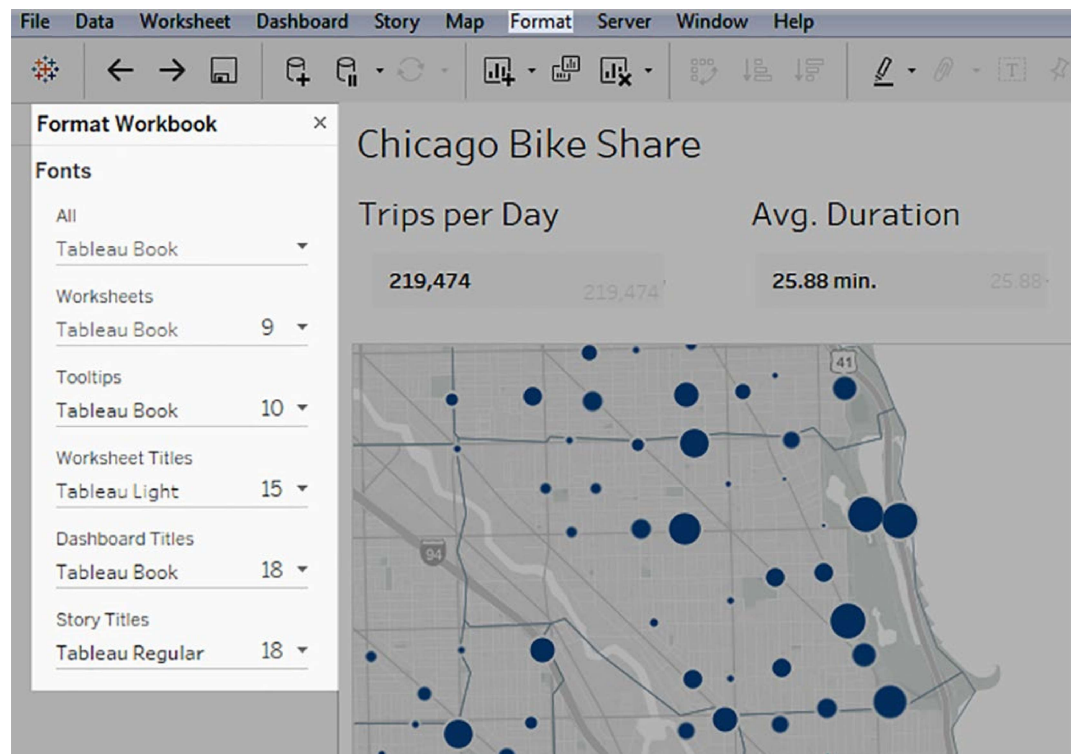 File Data Worksheet Dashboard Story Map Format Server Window Help
Format Workbook
Fonts
All
Tableau Book
Worksheets
Tableau Book 9
Tooltips
Tableau Book 10
Worksheet Titles
Tableau Light 15
Dashboard Titles
Tableau Book 18
Story Titles
Tableau Regular 18
Chicago Bike Share
Trips per Day Avg. Duration
219,474 219,474 25.88 min. 25.88
41
94